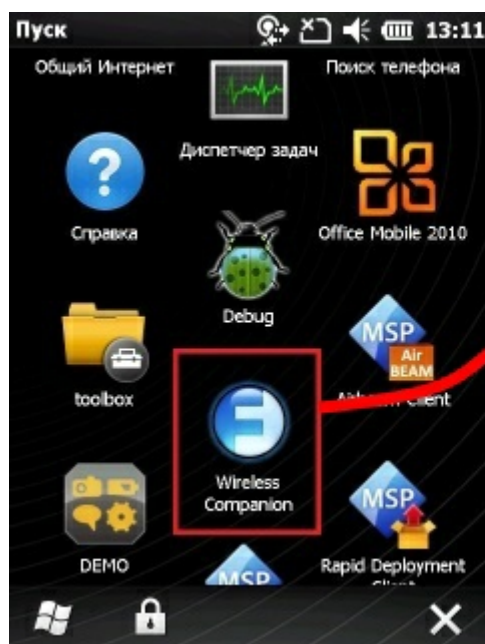 Пуск
13:11
Общий Интернет
Поиск телефона
Диспетчер задач
Справка
Office Mobile 2010
Debug
MSP
Air
BEAM
toolbox
Client
Wireless
Companion
MSP
DEMO
MSP
Rapid Deployment